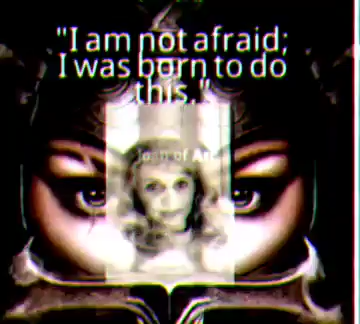 "I am not afraid;
I was born to do
this."
Joan of Arc